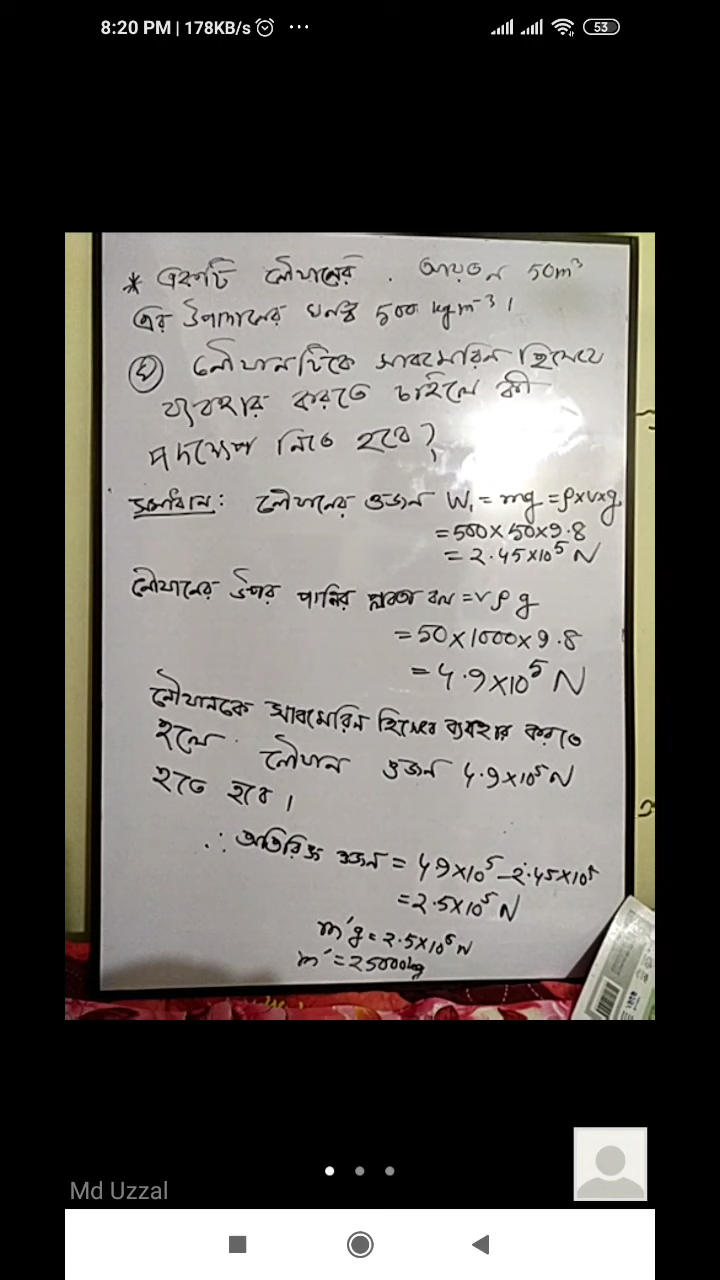 8:20 PM | 178KB/s ...
53
* একটি নৌযানের . আয়তন 50m³
এর উপাদানের ঘনত্ব 500 kgm⁻³।
(ঘ) নৌযানটিকে সাবমেরিন হিসেবে
ব্যবহার করতে চাইলে কী
পদক্ষেপ নিতে হবে?
সমাধান: নৌযানের ওজন W₁ = mg = ρ×v×g
= 500×50×9.8
= 2.45×10⁵ N
নৌযানের উপর পানির প্লবতা বল = vρg
= 50×1000×9.8
= 4.9×10⁵ N
নৌযানকে সাবমেরিন হিসেবে ব্যবহার করতে
হলে নৌযান ওজন 4.9×10⁵ N
হতে হবে।
∴ অতিরিক্ত ওজন = 4.9×10⁵ – 2.45×10⁵
= 2.5×10⁵ N
m′g = 2.5×10⁵ N
m′ = 25000kg
Md Uzzal